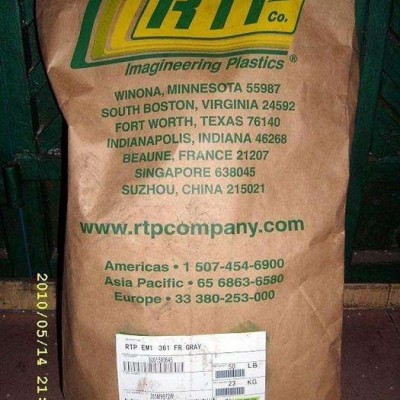 RTP
Co.
Imagineering Plastics®
WINONA, MINNESOTA 55987
SOUTH BOSTON, VIRGINIA 24592
FORT WORTH, TEXAS 76140
INDIANAPOLIS, INDIANA 46268
BEAUNE, FRANCE 21207
SINGAPORE 638045
SUZHOU, CHINA 215021
www.rtpcompany.com
Americas • 1 507-454-6900
Asia Pacific • 65 6863-6580
Europe • 33 380-253-000
RTP EMI 361 FR GRAY
50 LB
23 KG
2010/05/14